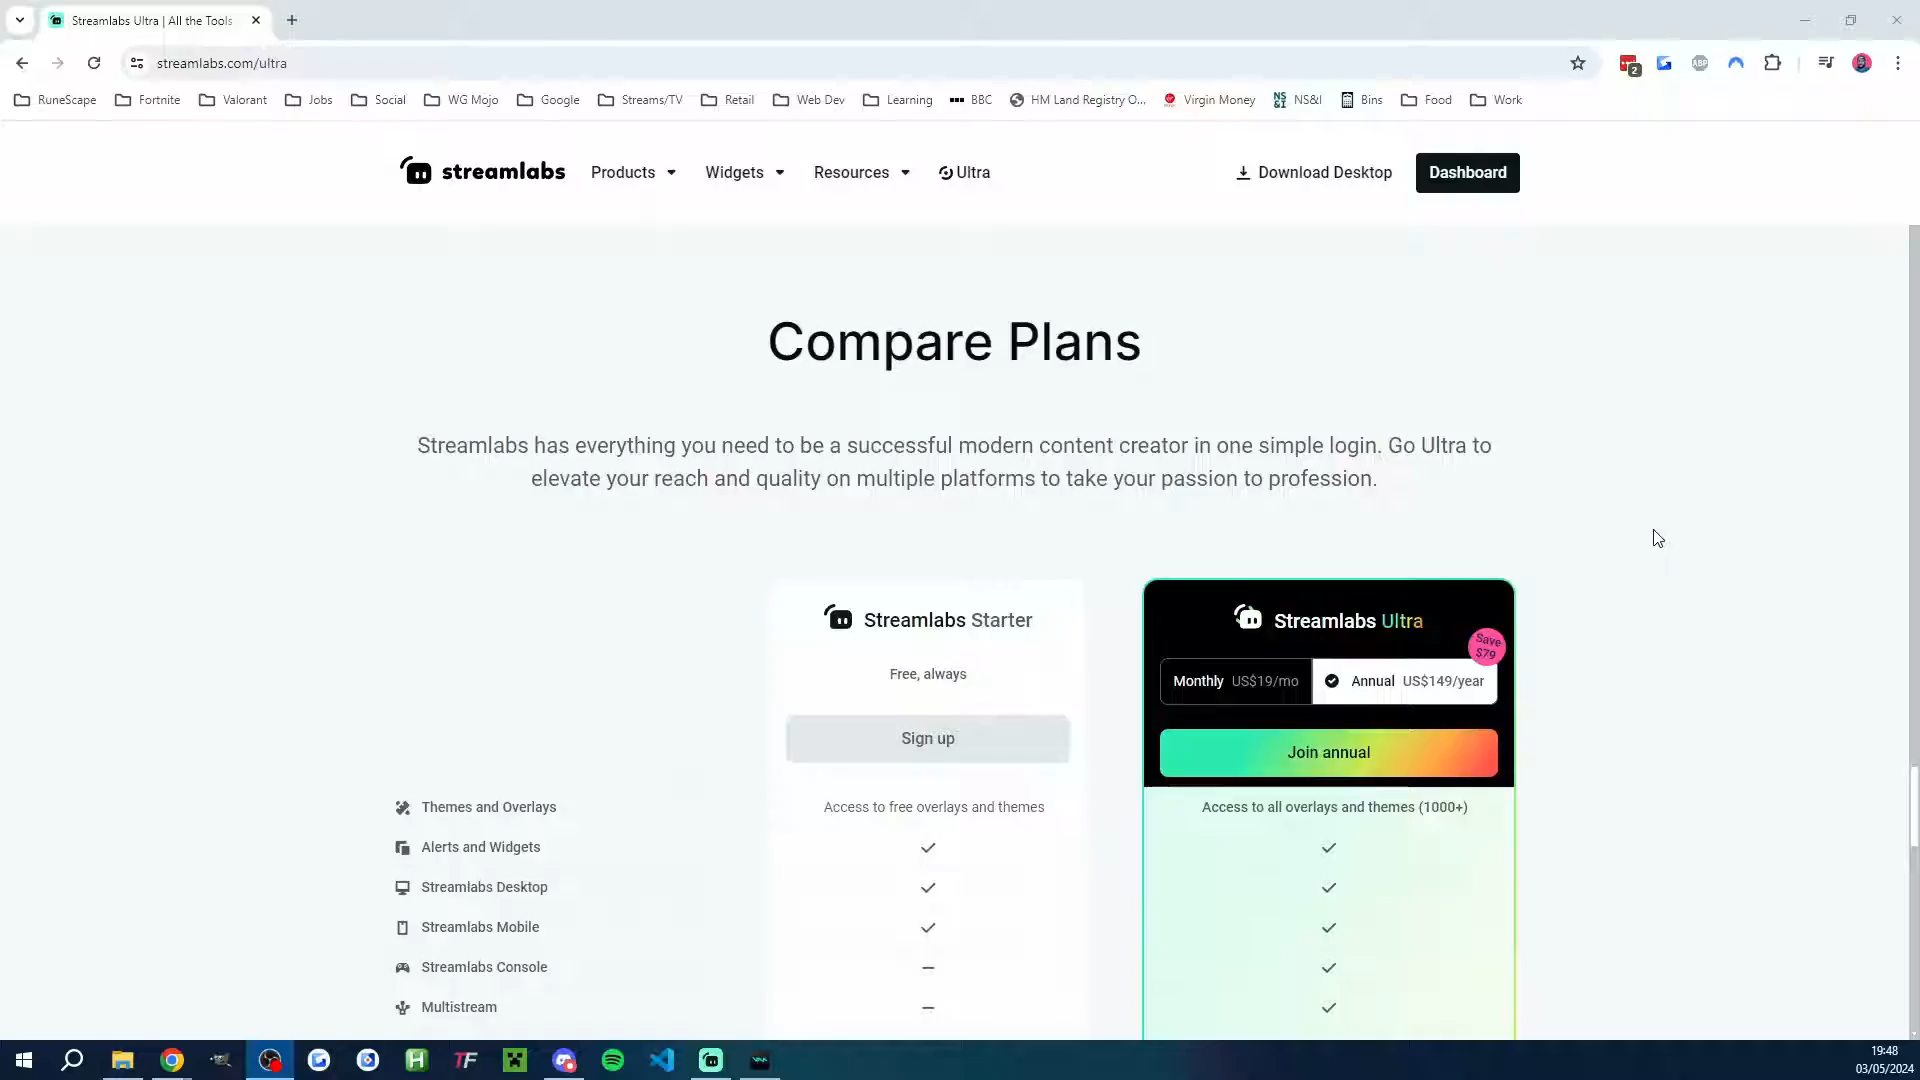 Streamlabs Ultra | All the Tools
streamlabs.com/ultra
2
ABP
RuneScape
Fortnite
Valorant
Jobs
Social
WG Mojo
Google
Streams/TV
Retail
Web Dev
Learning
BBC
HM Land Registry O...
Virgin Money
NS&I
NS&I
Bins
Food
Work
streamlabs
Products
Widgets
Resources
Ultra
Download Desktop
Dashboard
Compare Plans
Streamlabs has everything you need to be a successful modern content creator in one simple login. Go Ultra to
elevate your reach and quality on multiple platforms to take your passion to profession.
Streamlabs Starter
Free, always
Sign up
Streamlabs Ultra
Save
$79
Monthly US$19/mo
Annual US$149/year
Join annual
Themes and Overlays
Access to free overlays and themes
Access to all overlays and themes (1000+)
Alerts and Widgets
Streamlabs Desktop
Streamlabs Mobile
Streamlabs Console
Multistream
H
TF
19:48
03/05/2024